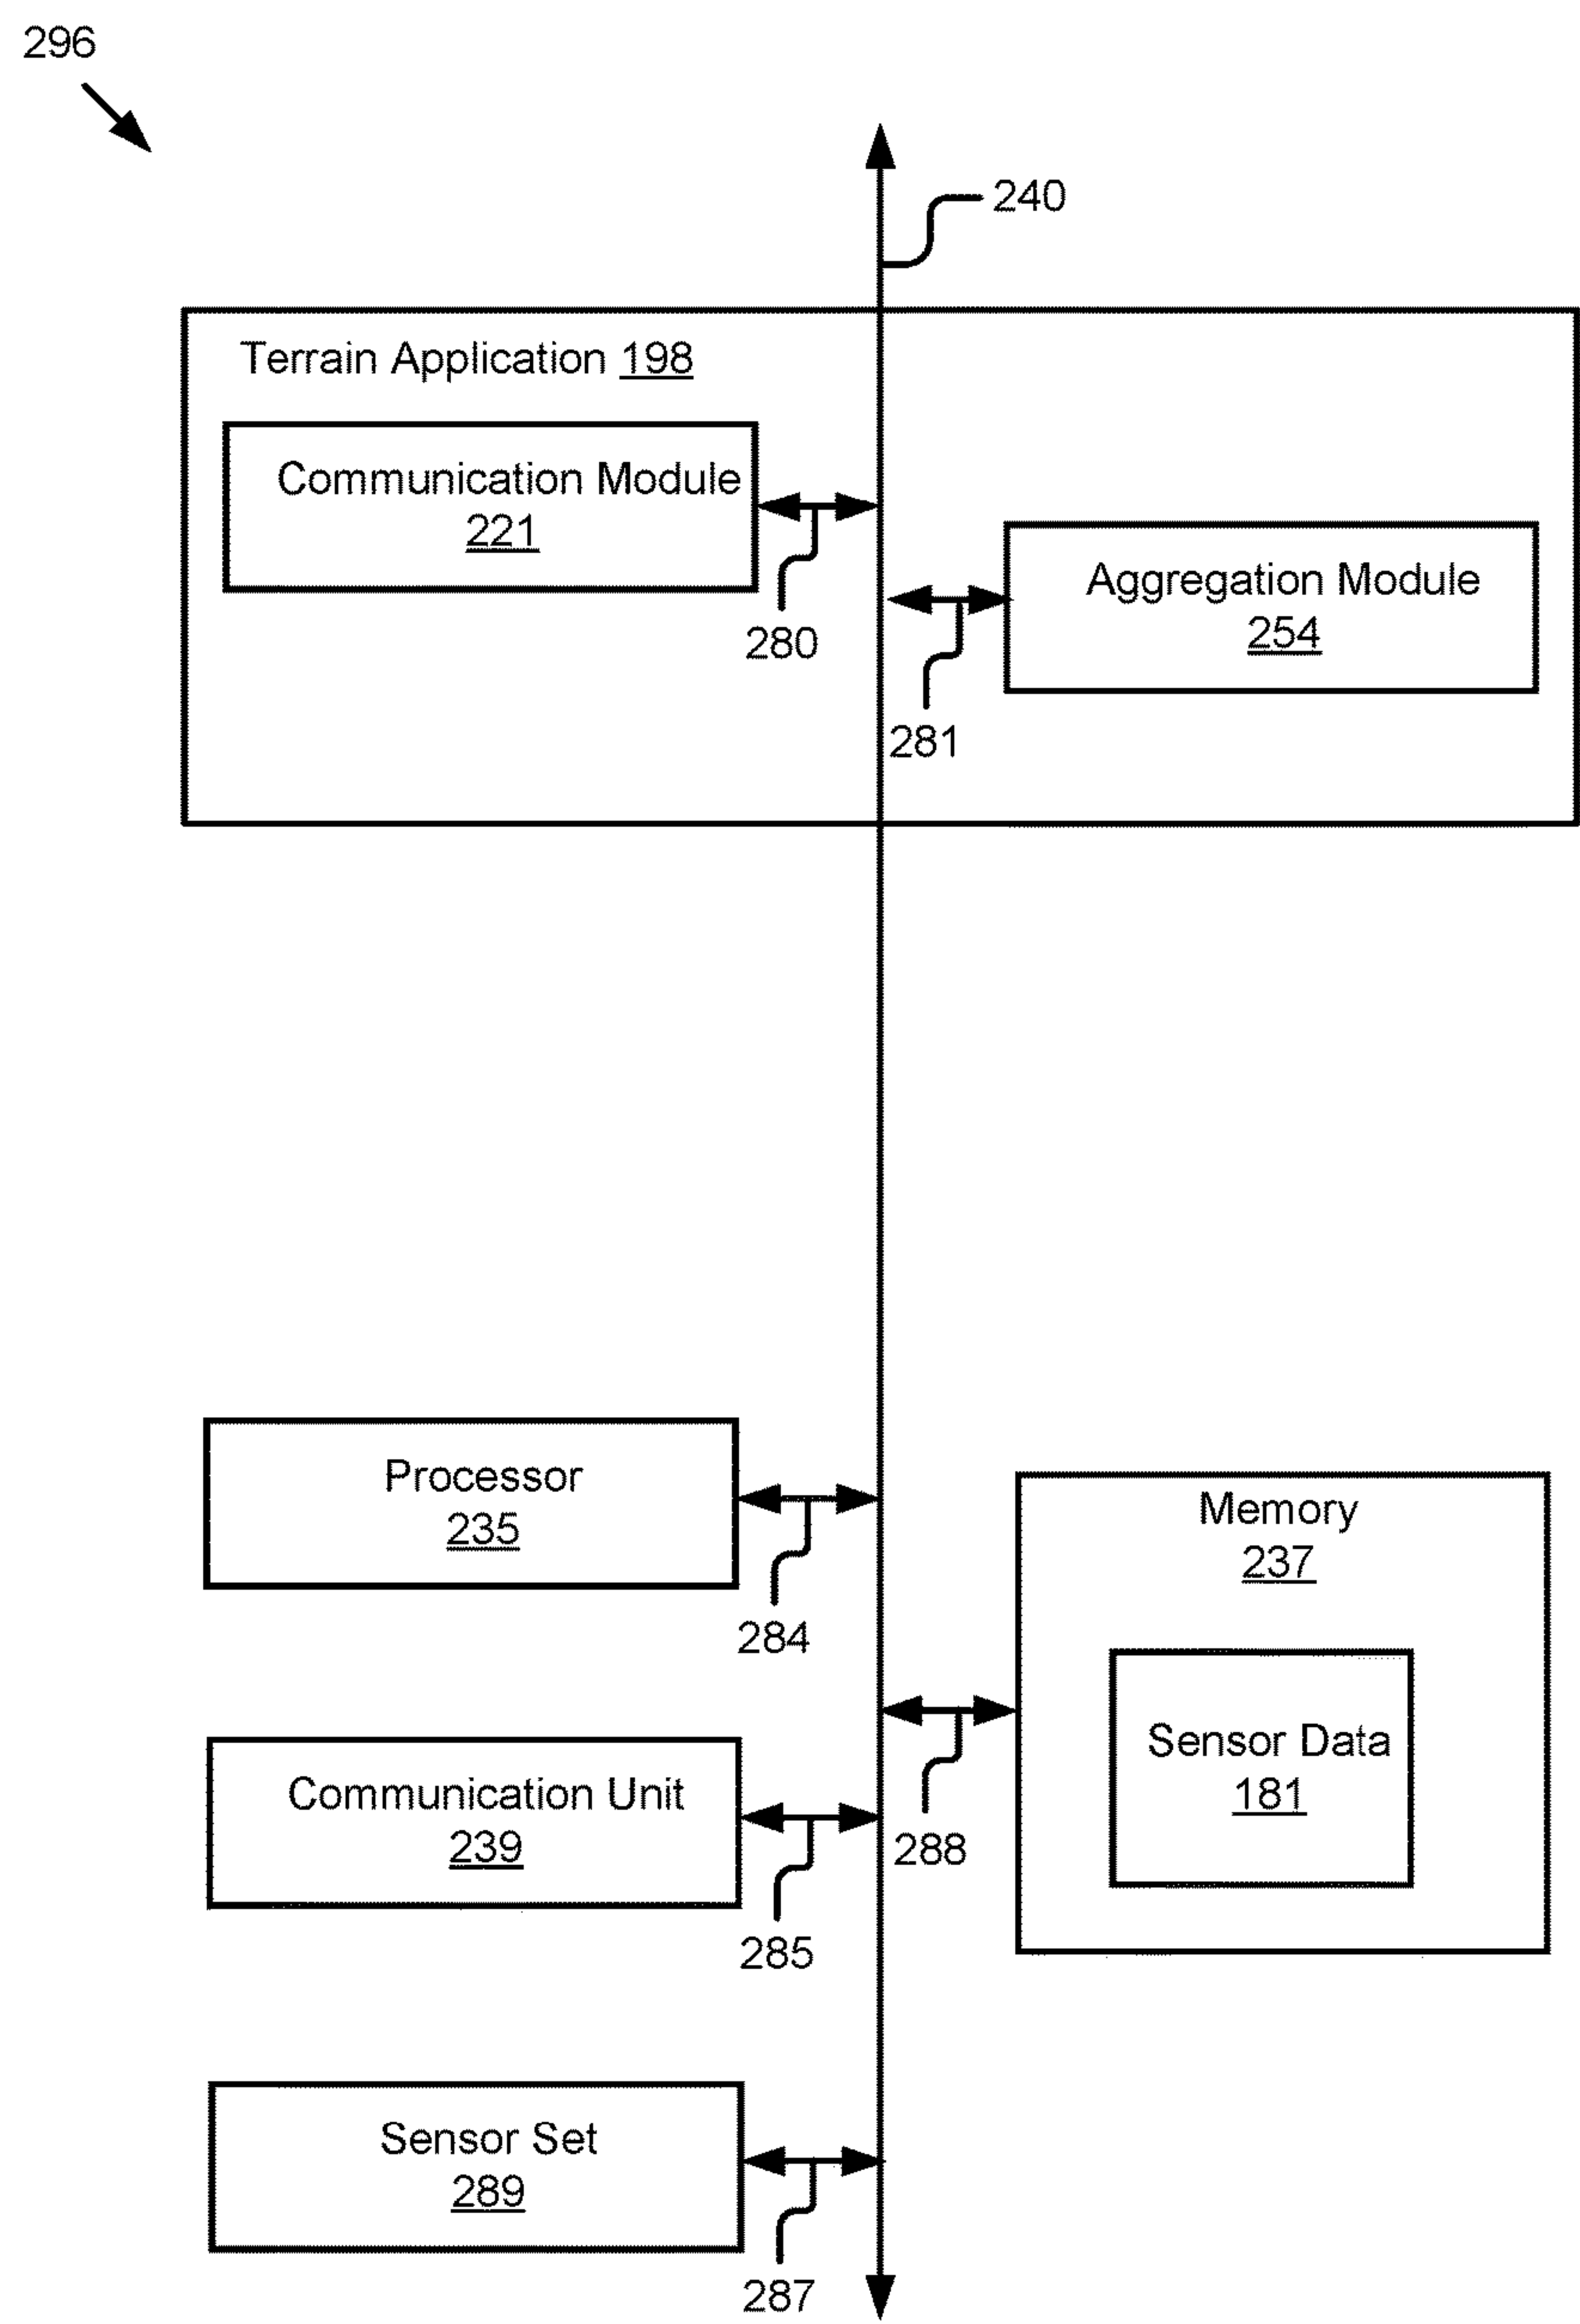 296
240
Terrain Application 198
Communication Module
221
Aggregation Module
254
280
281
Processor
235
Memory
237
284
Sensor Data
181
Communication Unit
239
288
285
Sensor Set
289
287